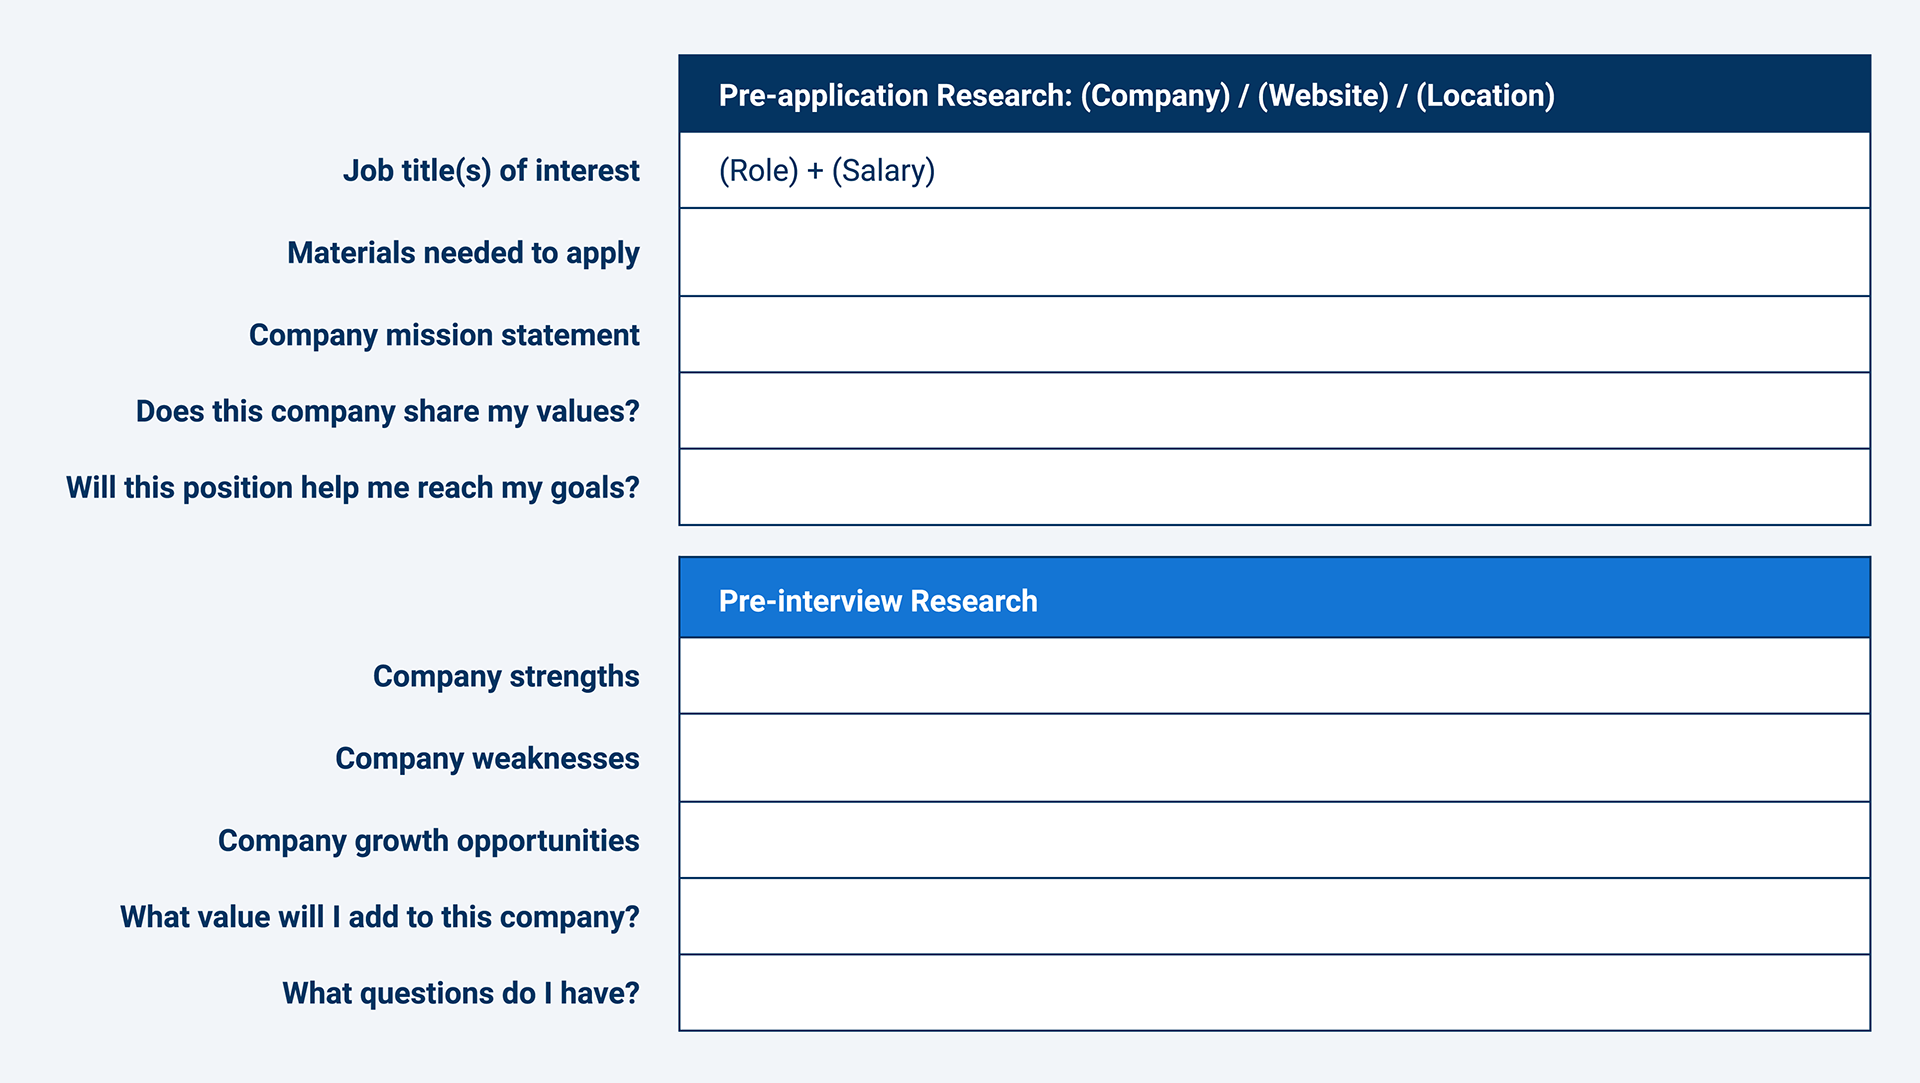 Pre-application Research: (Company) / (Website) / (Location)
Job title(s) of interest
(Role) + (Salary)
Materials needed to apply
Company mission statement
Does this company share my values?
Will this position help me reach my goals?
Pre-interview Research
Company strengths
Company weaknesses
Company growth opportunities
What value will I add to this company?
What questions do I have?